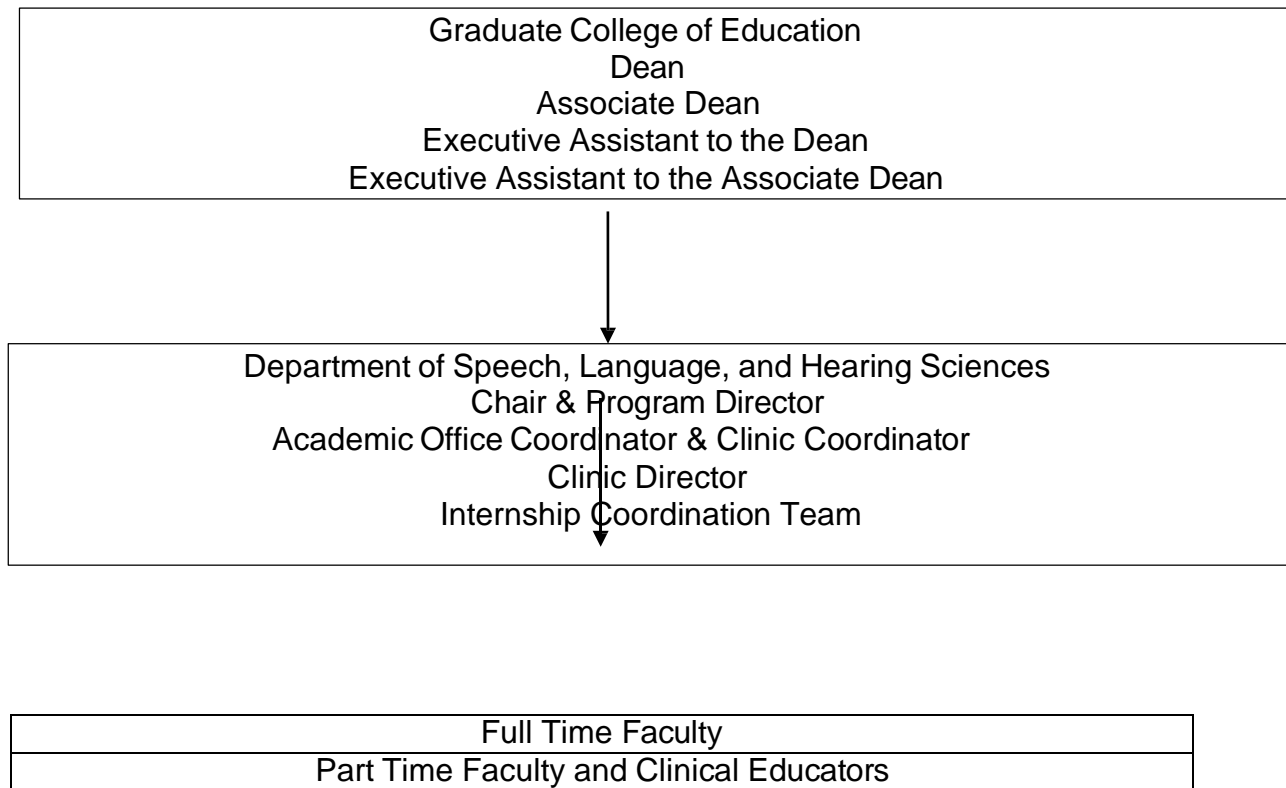 Graduate College of Education
Dean
Associate Dean
Executive Assistant to the Dean
Executive Assistant to the Associate Dean
Department of Speech, Language, and Hearing Sciences
Chair & Program Director
Academic Office Coordinator & Clinic Coordinator
Clinic Director
Internship Coordination Team
Full Time Faculty
Part Time Faculty and Clinical Educators